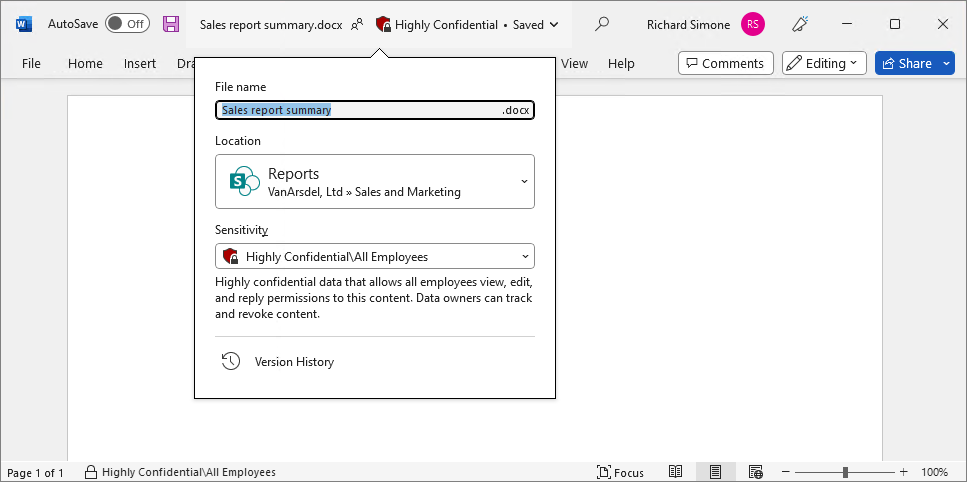 AutoSave Off Sales report summary.docx Highly Confidential • Saved Richard Simone RS
File Home Insert Dra View Help Comments Editing Share
File name
Sales report summary .docx
Location
S Reports
VanArsdel, Ltd » Sales and Marketing
Sensitivity
Highly Confidential\All Employees
Highly confidential data that allows all employees view, edit,
and reply permissions to this content. Data owners can track
and revoke content.
Version History
Page 1 of 1 Highly Confidential\All Employees Focus 100%